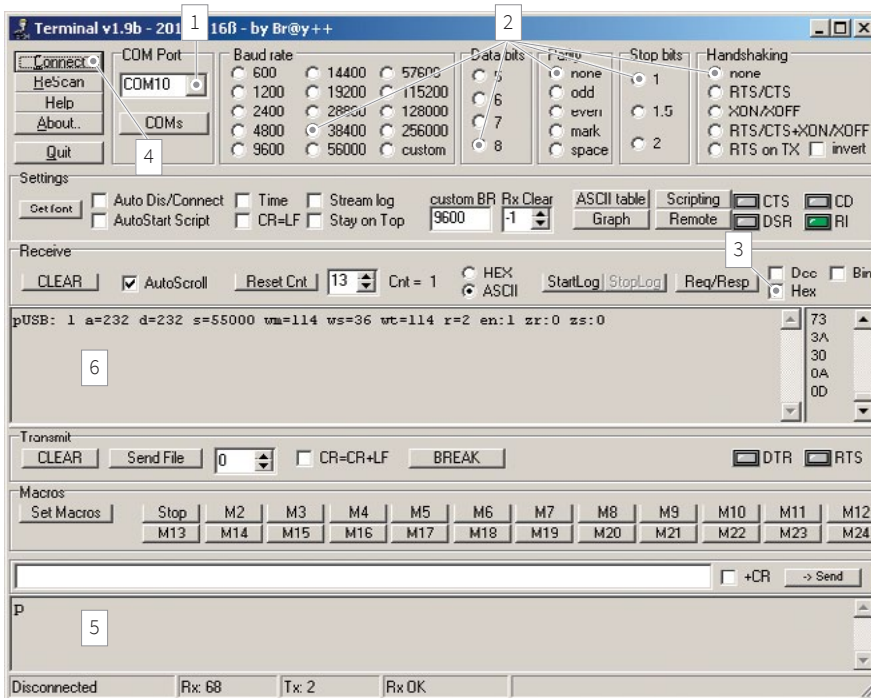 Terminal v1.9b - 201 16ß - by Br@y++
1
2
Connect
ReScan
Help
About..
Quit
4
COM Port
COM10
COMs
Baud rate
600 14400 57600
1200 19200 115200
2400 28800 128000
4800 38400 256000
9600 56000 custom
Data bits
5
6
7
8
Parity
none
odd
even
mark
space
Stop bits
1
1.5
2
Handshaking
none
RTS/CTS
XON/XOFF
RTS/CTS+XON/XOFF
RTS on TX invert
Settings
Set font
Auto Dis/Connect Time Stream log
AutoStart Script CR=LF Stay on Top
custom BR Rx Clear
9600 -1
ASCII table Scripting CTS CD
Graph Remote DSR RI
3
Receive
CLEAR AutoScroll Reset Cnt 13 Cnt = 1
HEX
ASCII
StartLog StopLog Req/Resp
Dec Bin
Hex
pUSB: 1 a=232 d=232 s=55000 wm=114 ws=36 wt=114 r=2 en:1 zr:0 zs:0
6
73
3A
30
0A
0D
Transmit
CLEAR Send File 0 CR=CR+LF BREAK DTR RTS
Macros
Set Macros Stop M2 M3 M4 M5 M6 M7 M8 M9 M10 M11 M12
M13 M14 M15 M16 M17 M18 M19 M20 M21 M22 M23 M24
+CR -> Send
p
5
Disconnected Rx: 68 Tx: 2 Rx OK